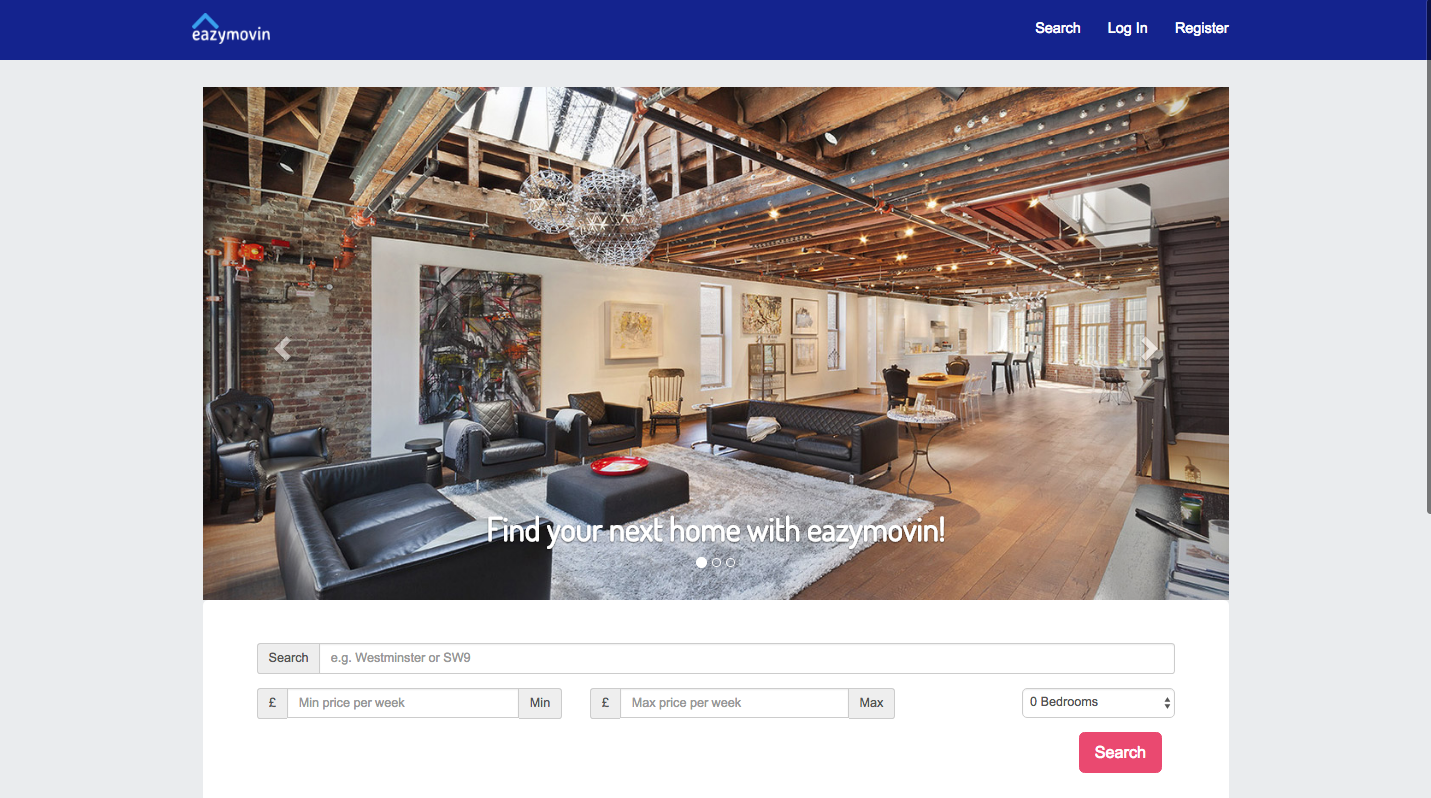 eazymovin
Search Log In Register
Find your next home with eazymovin!
Search e.g. Westminster or SW9
£ Min price per week Min £ Max price per week Max 0 Bedrooms
Search